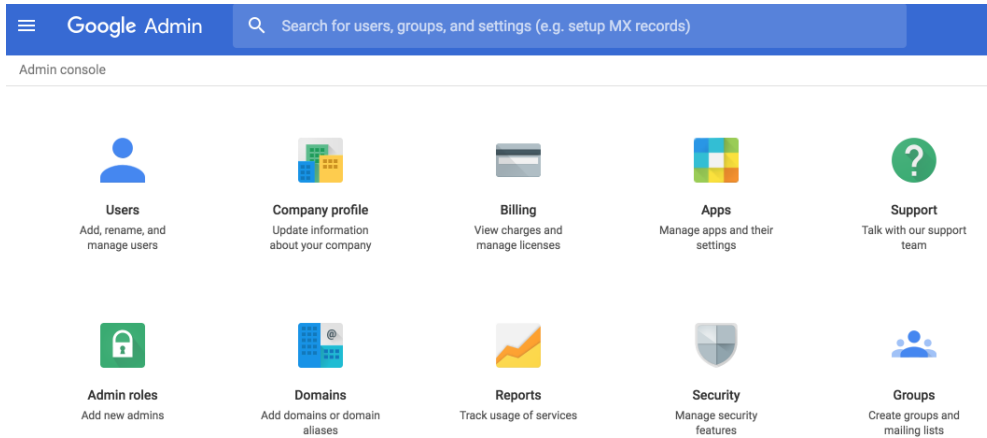 Google Admin
Search for users, groups, and settings (e.g. setup MX records)
Admin console
Users
Add, rename, and
manage users
Company profile
Update information
about your company
Billing
View charges and
manage licenses
Apps
Manage apps and their
settings
Support
Talk with our support
team
Admin roles
Add new admins
@
Domains
Add domains or domain
aliases
Reports
Track usage of services
Security
Manage security
features
Groups
Create groups and
mailing lists